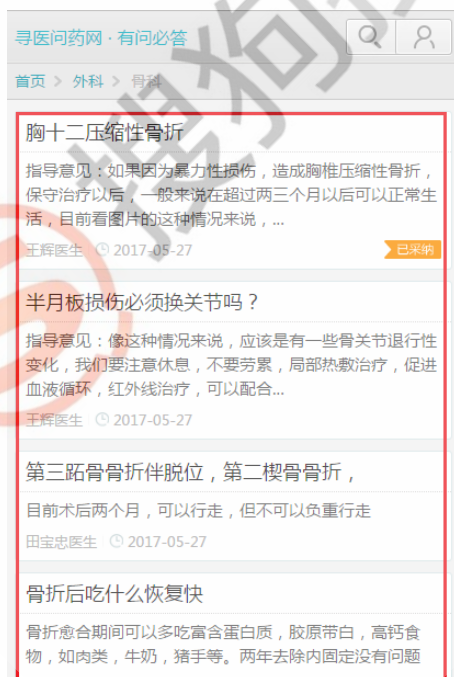 寻医问药网 · 有问必答
首页 > 外科 > 骨科
胸十二压缩性骨折
指导意见：如果因为暴力性损伤，造成胸椎压缩性骨折，
保守治疗以后，一般来说在超过两三个月以后可以正常生
活，目前看图片的这种情况来说，...
王辉医生 2017-05-27 已采纳
半月板损伤必须换关节吗？
指导意见：像这种情况来说，应该是有一些骨关节退行性
变化，我们要注意休息，不要劳累，局部热敷治疗，促进
血液循环，红外线治疗，可以配合...
王辉医生 2017-05-27
第三跖骨骨折伴脱位，第二楔骨骨折，
目前术后两个月，可以行走，但不可以负重行走
田宝忠医生 2017-05-27
骨折后吃什么恢复快
骨折愈合期间可以多吃富含蛋白质，胶原带白，高钙食
物，如肉类，牛奶，猪手等。两年去除内固定没有问题
搜狗